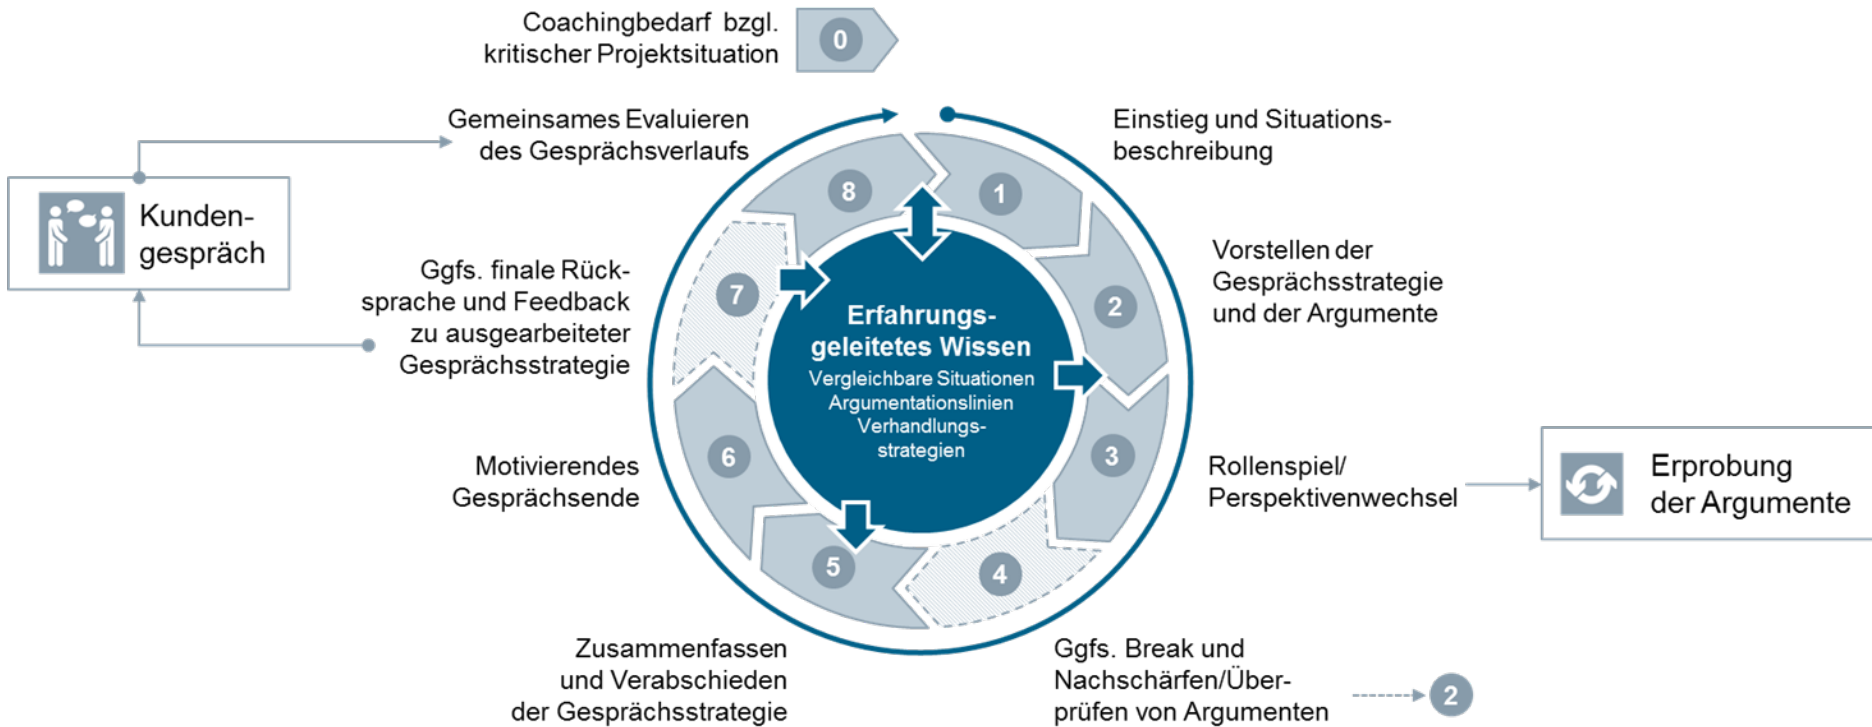 Coachingbedarf bzgl.
kritischer Projektsituation
0
Gemeinsames Evaluieren
des Gesprächsverlaufs
Einstieg und Situations-
beschreibung
8
1
Kunden-
gespräch
Ggfs. finale Rück-
sprache und Feedback
zu ausgearbeiteter
Gesprächsstrategie
7
2
Vorstellen der
Gesprächsstrategie
und der Argumente
Erfahrungs-
geleitetes Wissen
Vergleichbare Situationen
Argumentationslinien
Verhandlungs-
strategien
Motivierendes
Gesprächsende
6
3
Rollenspiel/
Perspektivenwechsel
Erprobung
der Argumente
5
4
Zusammenfassen
und Verabschieden
der Gesprächsstrategie
Ggfs. Break und
Nachschärfen/Über-
prüfen von Argumenten
2